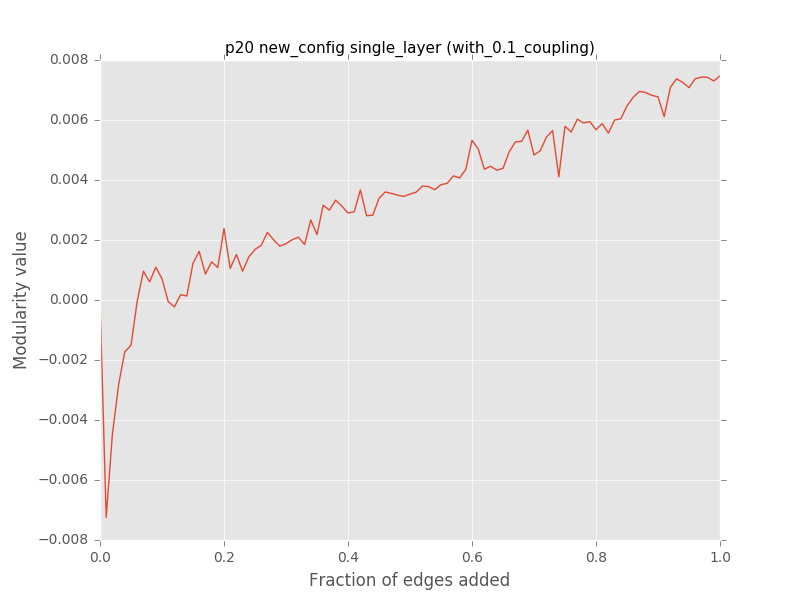 p20 new_config single_layer (with_0.1_coupling)
0.008
0.006
0.004
0.002
0.000
−0.002
−0.004
−0.006
−0.008
Modularity value
0.0 0.2 0.4 0.6 0.8 1.0
Fraction of edges added